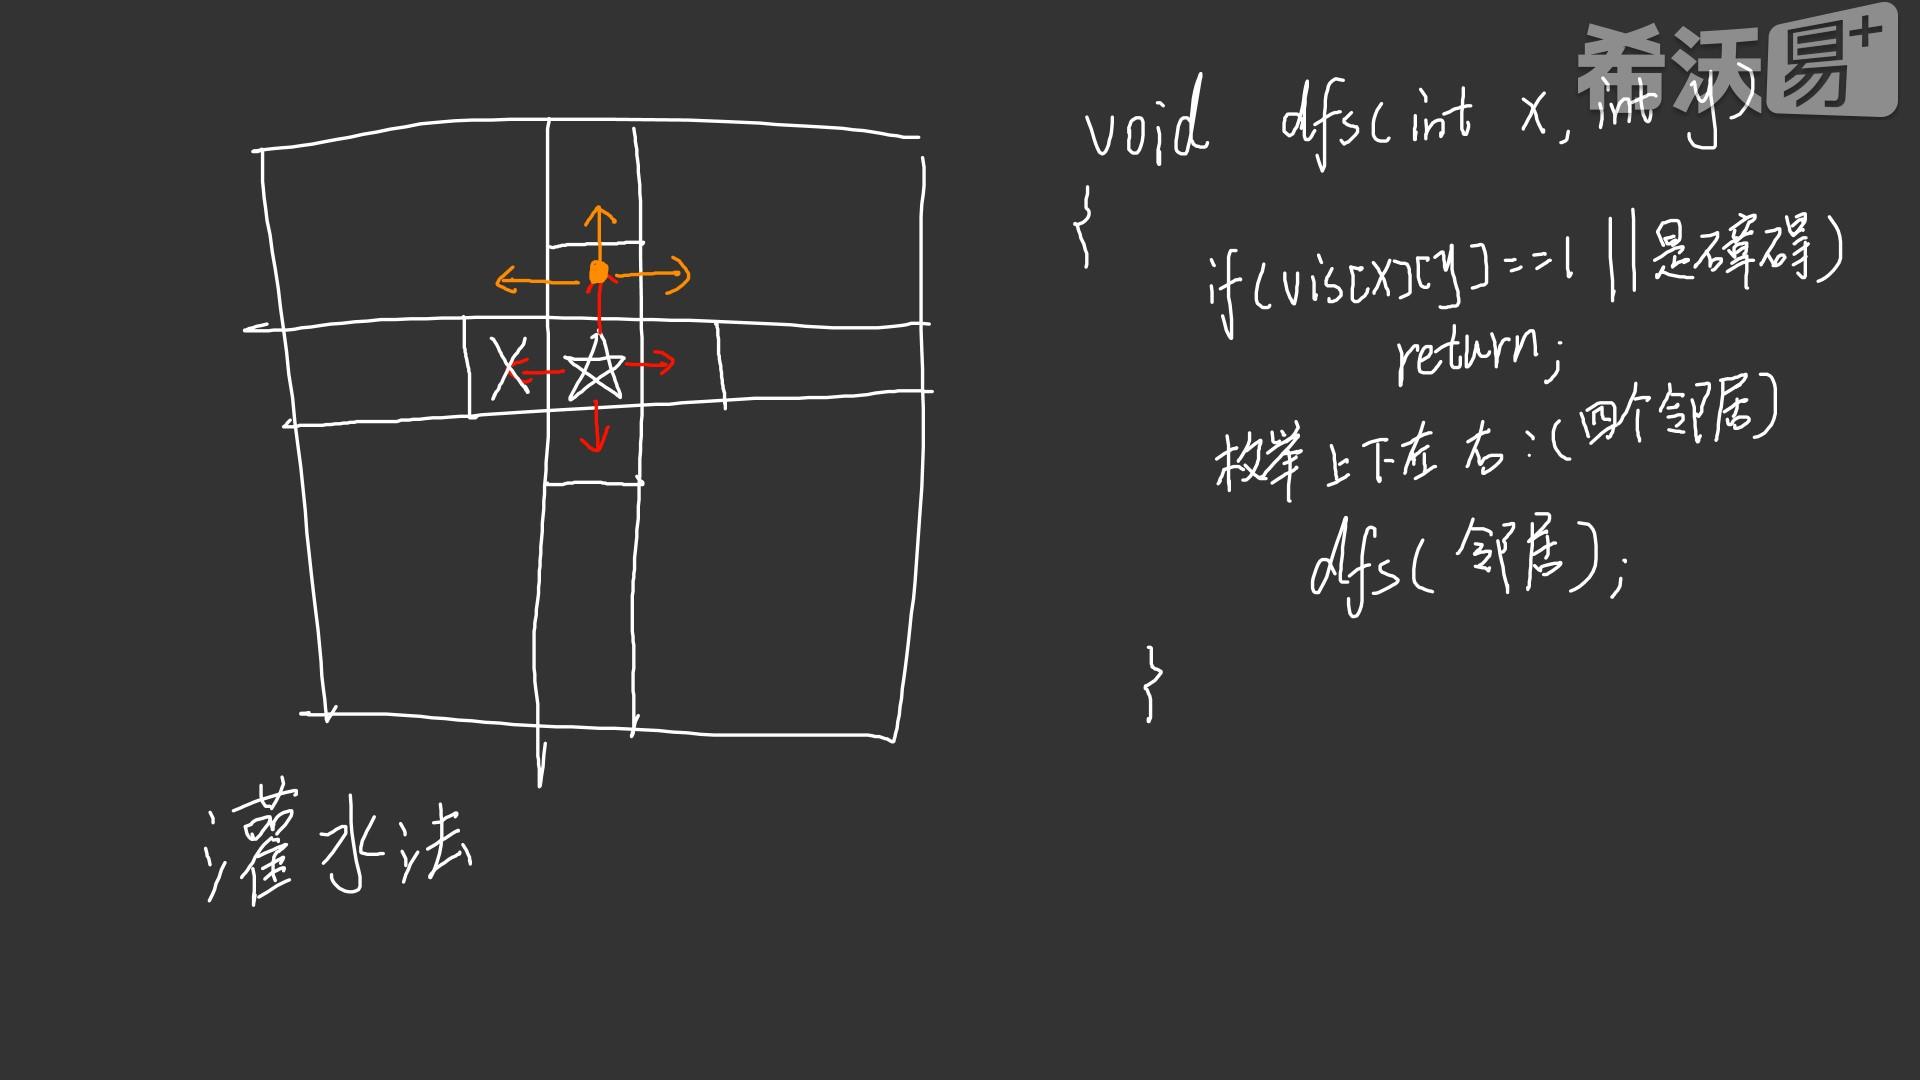 希沃易+
void dfs(int x, int y)
{
if(vis[x][y]==1 ||是障碍)
return;
枚举上下左右:(四个邻居)
dfs(邻居);
}
X
灌水法